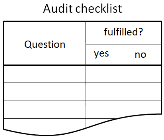 Audit checklist
Question
fulfilled?
yes no